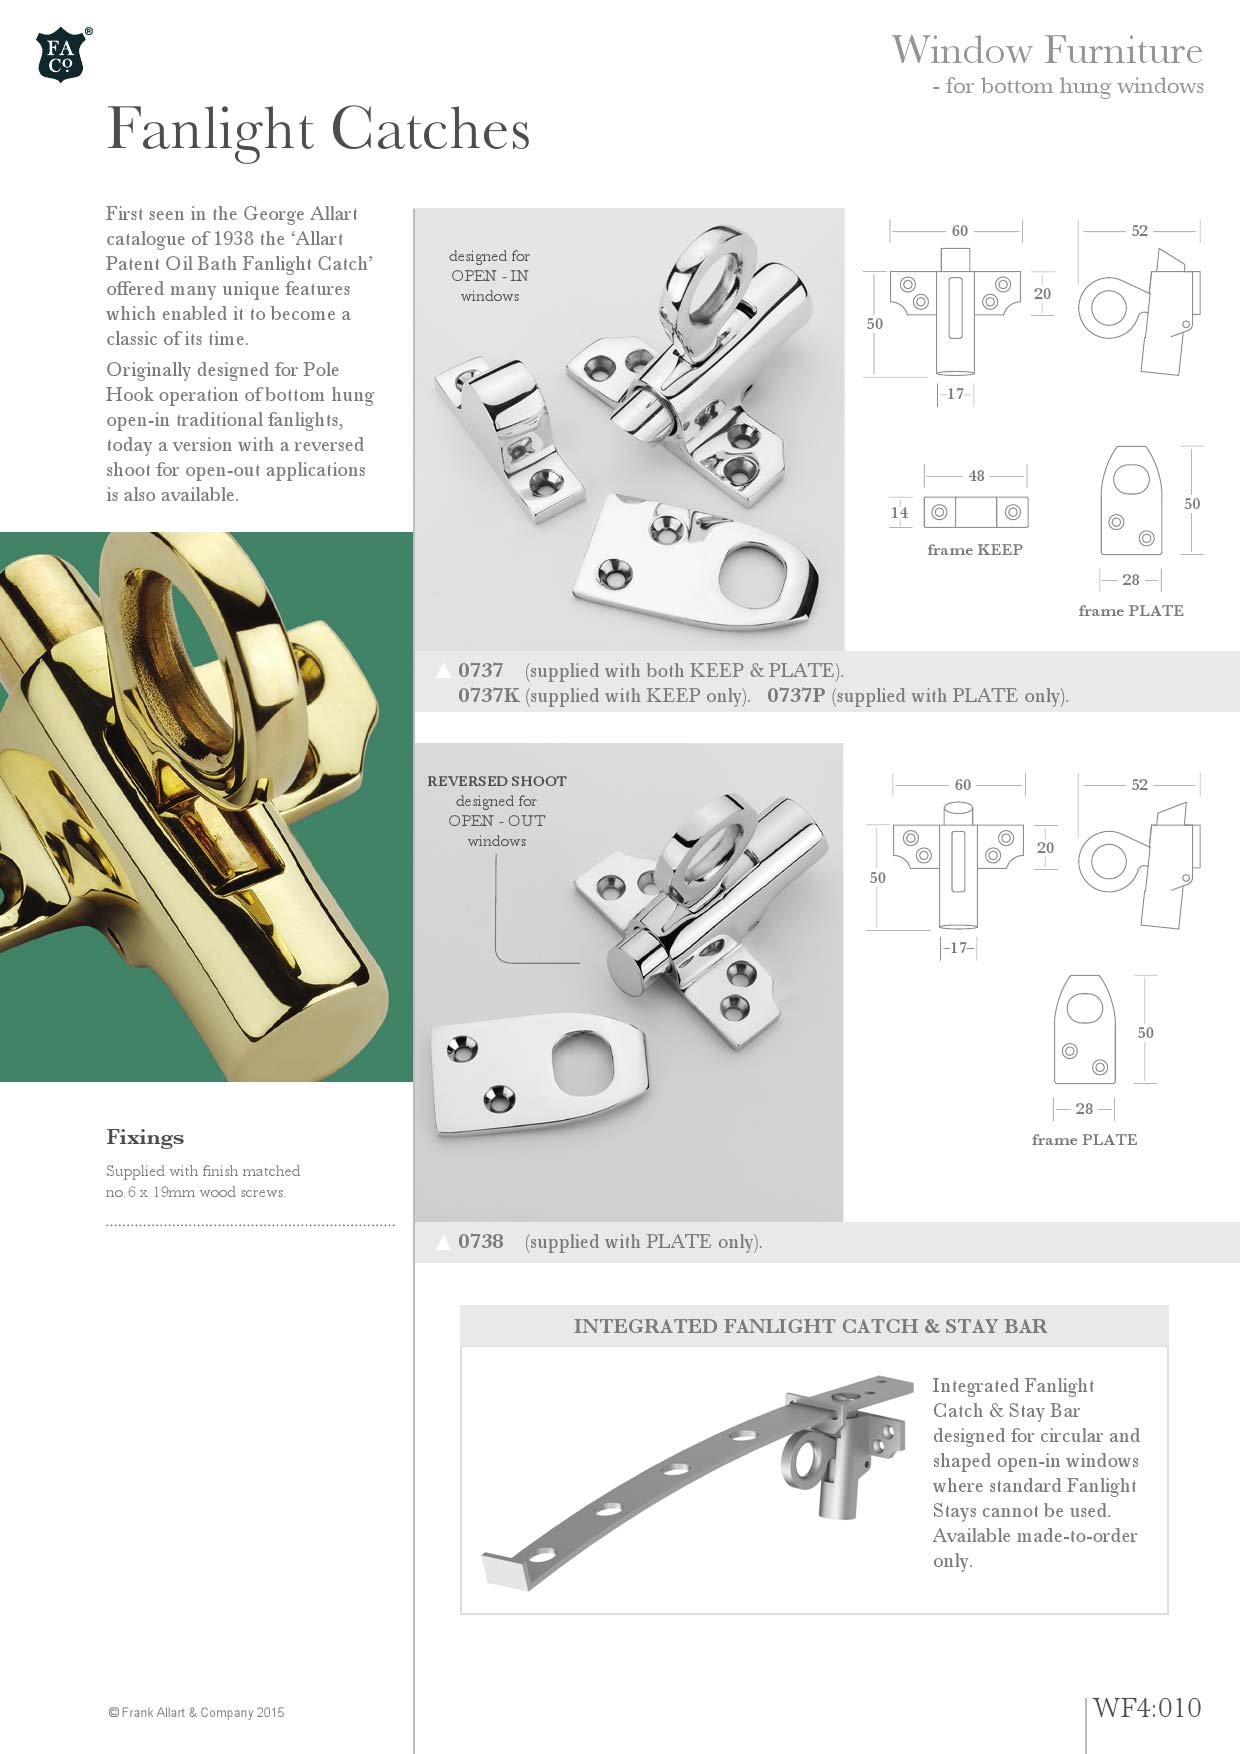 FA
Co.
®
Window Furniture
- for bottom hung windows
Fanlight Catches
First seen in the George Allart
catalogue of 1938 the ‘Allart
Patent Oil Bath Fanlight Catch’
offered many unique features
which enabled it to become a
classic of its time.
Originally designed for Pole
Hook operation of bottom hung
open-in traditional fanlights,
today a version with a reversed
shoot for open-out applications
is also available.
designed for
OPEN - IN
windows
60
52
20
50
17
48
14
frame KEEP
50
28
frame PLATE
0737 (supplied with both KEEP & PLATE).
0737K (supplied with KEEP only). 0737P (supplied with PLATE only).
REVERSED SHOOT
designed for
OPEN - OUT
windows
60
52
20
50
17
50
28
frame PLATE
Fixings
Supplied with finish matched
no. 6 x 19mm wood screws.
0738 (supplied with PLATE only).
INTEGRATED FANLIGHT CATCH & STAY BAR
Integrated Fanlight
Catch & Stay Bar
designed for circular and
shaped open-in windows
where standard Fanlight
Stays cannot be used.
Available made-to-order
only.
© Frank Allart & Company 2015
WF4:010